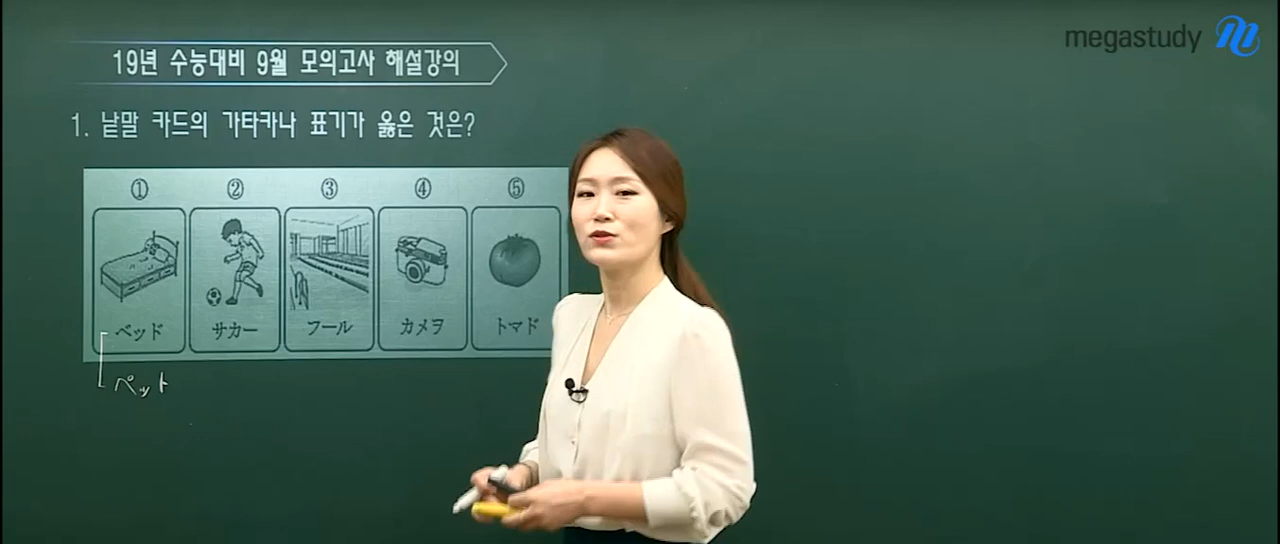 megastudy
19년 수능대비 9월 모의고사 해설강의
1. 낱말 카드의 가타카나 표기가 옳은 것은?
① ② ③ ④ ⑤
ベッド サカー フール カメヲ トマド
ペット